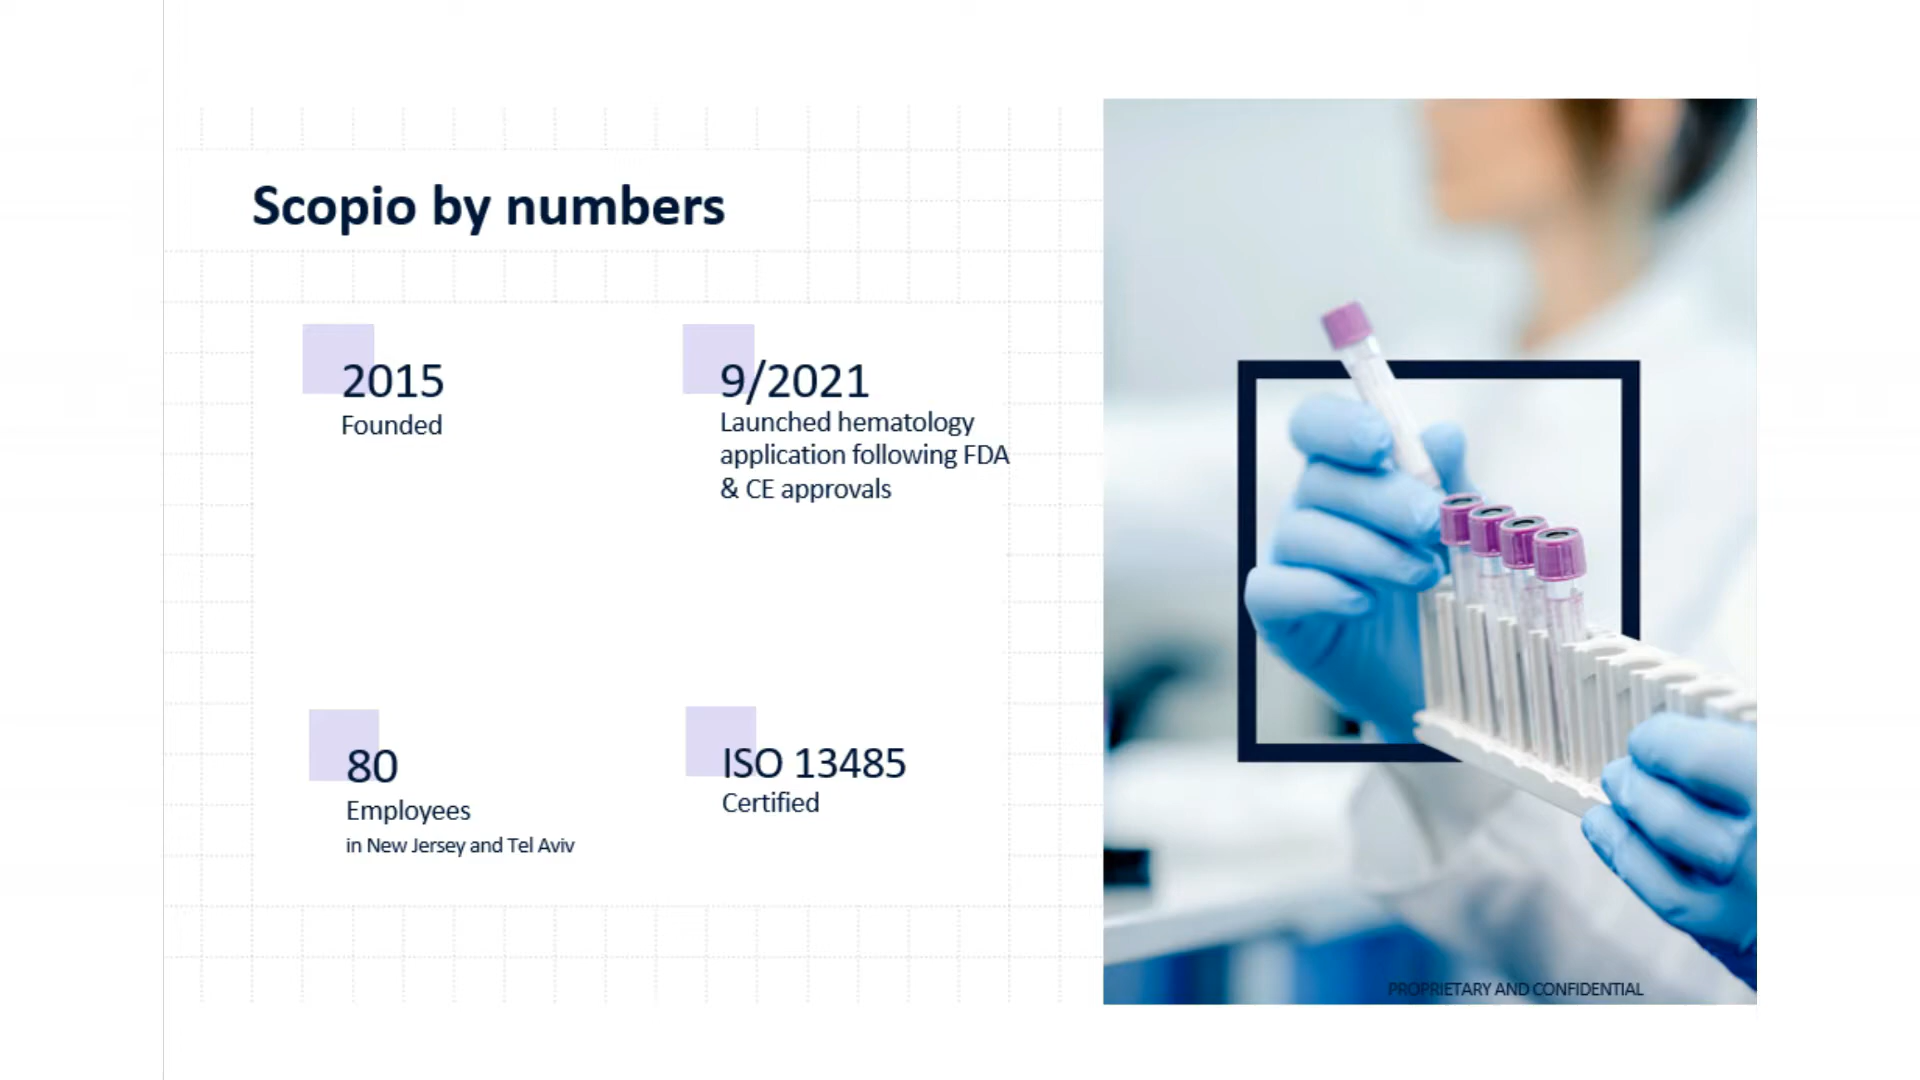 Scopio by numbers
2015
Founded
9/2021
Launched hematology
application following FDA
& CE approvals
80
Employees
in New Jersey and Tel Aviv
ISO 13485
Certified
PROPRIETARY AND CONFIDENTIAL